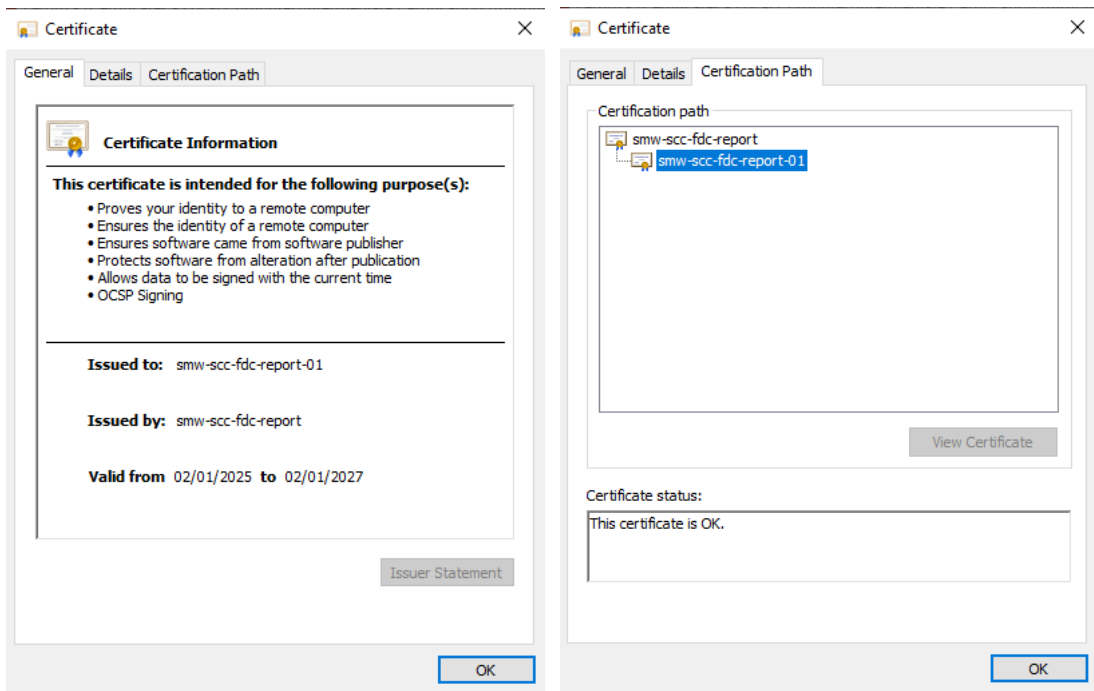 Certificate
General Details Certification Path
Certificate Information
This certificate is intended for the following purpose(s):
• Proves your identity to a remote computer
• Ensures the identity of a remote computer
• Ensures software came from software publisher
• Protects software from alteration after publication
• Allows data to be signed with the current time
• OCSP Signing
Issued to: smw-scc-fdc-report-01
Issued by: smw-scc-fdc-report
Valid from 02/01/2025 to 02/01/2027
Issuer Statement
OK
Certificate
General Details Certification Path
Certification path
smw-scc-fdc-report
smw-scc-fdc-report-01
View Certificate
Certificate status:
This certificate is OK.
OK